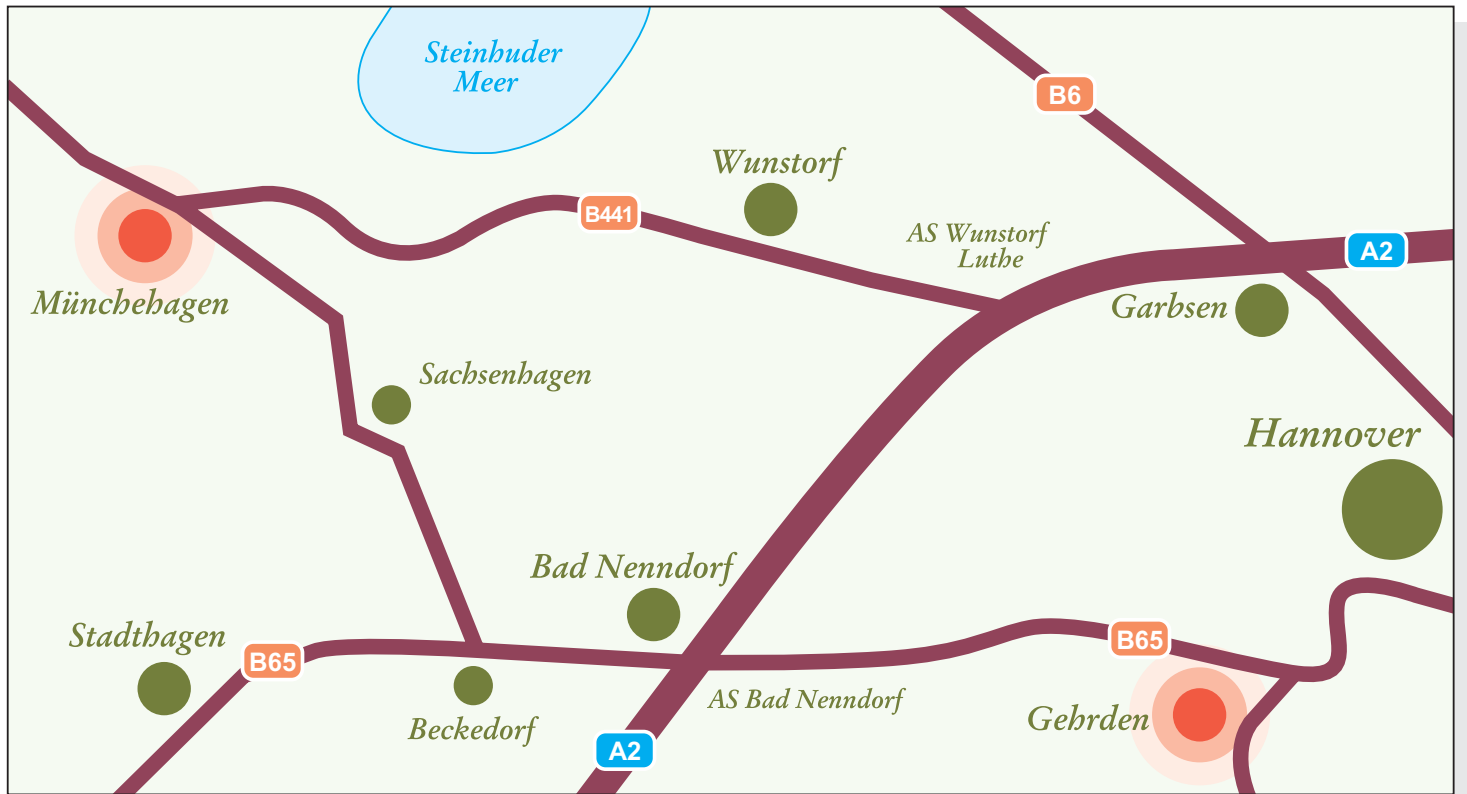 Steinhuder
Meer
B6
Wunstorf
B441
AS Wunstorf
Luthe
A2
Münchehagen
Garbsen
Sachsenhagen
Hannover
Bad Nenndorf
Stadthagen
B65
B65
AS Bad Nenndorf
Gehrden
Beckedorf
A2